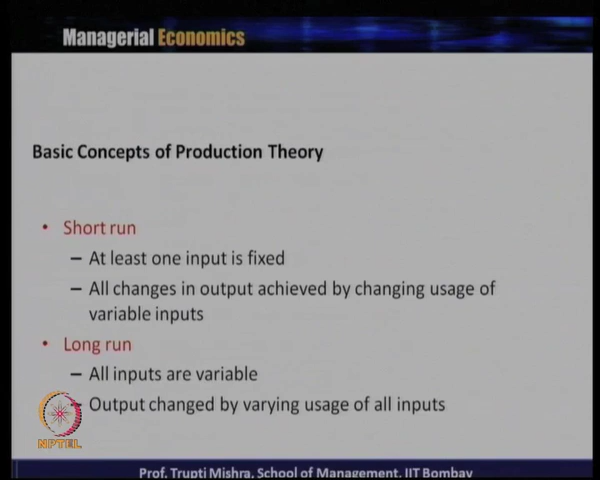 Managerial Economics
Basic Concepts of Production Theory
• Short run
– At least one input is fixed
– All changes in output achieved by changing usage of
variable inputs
• Long run
– All inputs are variable
– Output changed by varying usage of all inputs
NPTEL
Prof. Trupti Mishra, School of Management, IIT Bombay